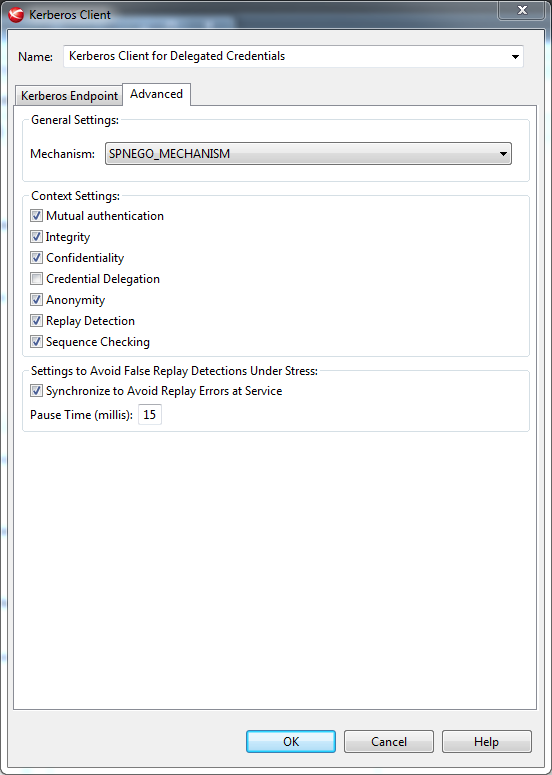 Kerberos Client
Name: Kerberos Client for Delegated Credentials
Kerberos Endpoint Advanced
General Settings:
Mechanism: SPNEGO_MECHANISM
Context Settings:
Mutual authentication
Integrity
Confidentiality
Credential Delegation
Anonymity
Replay Detection
Sequence Checking
Settings to Avoid False Replay Detections Under Stress:
Synchronize to Avoid Replay Errors at Service
Pause Time (millis): 15
OK Cancel Help